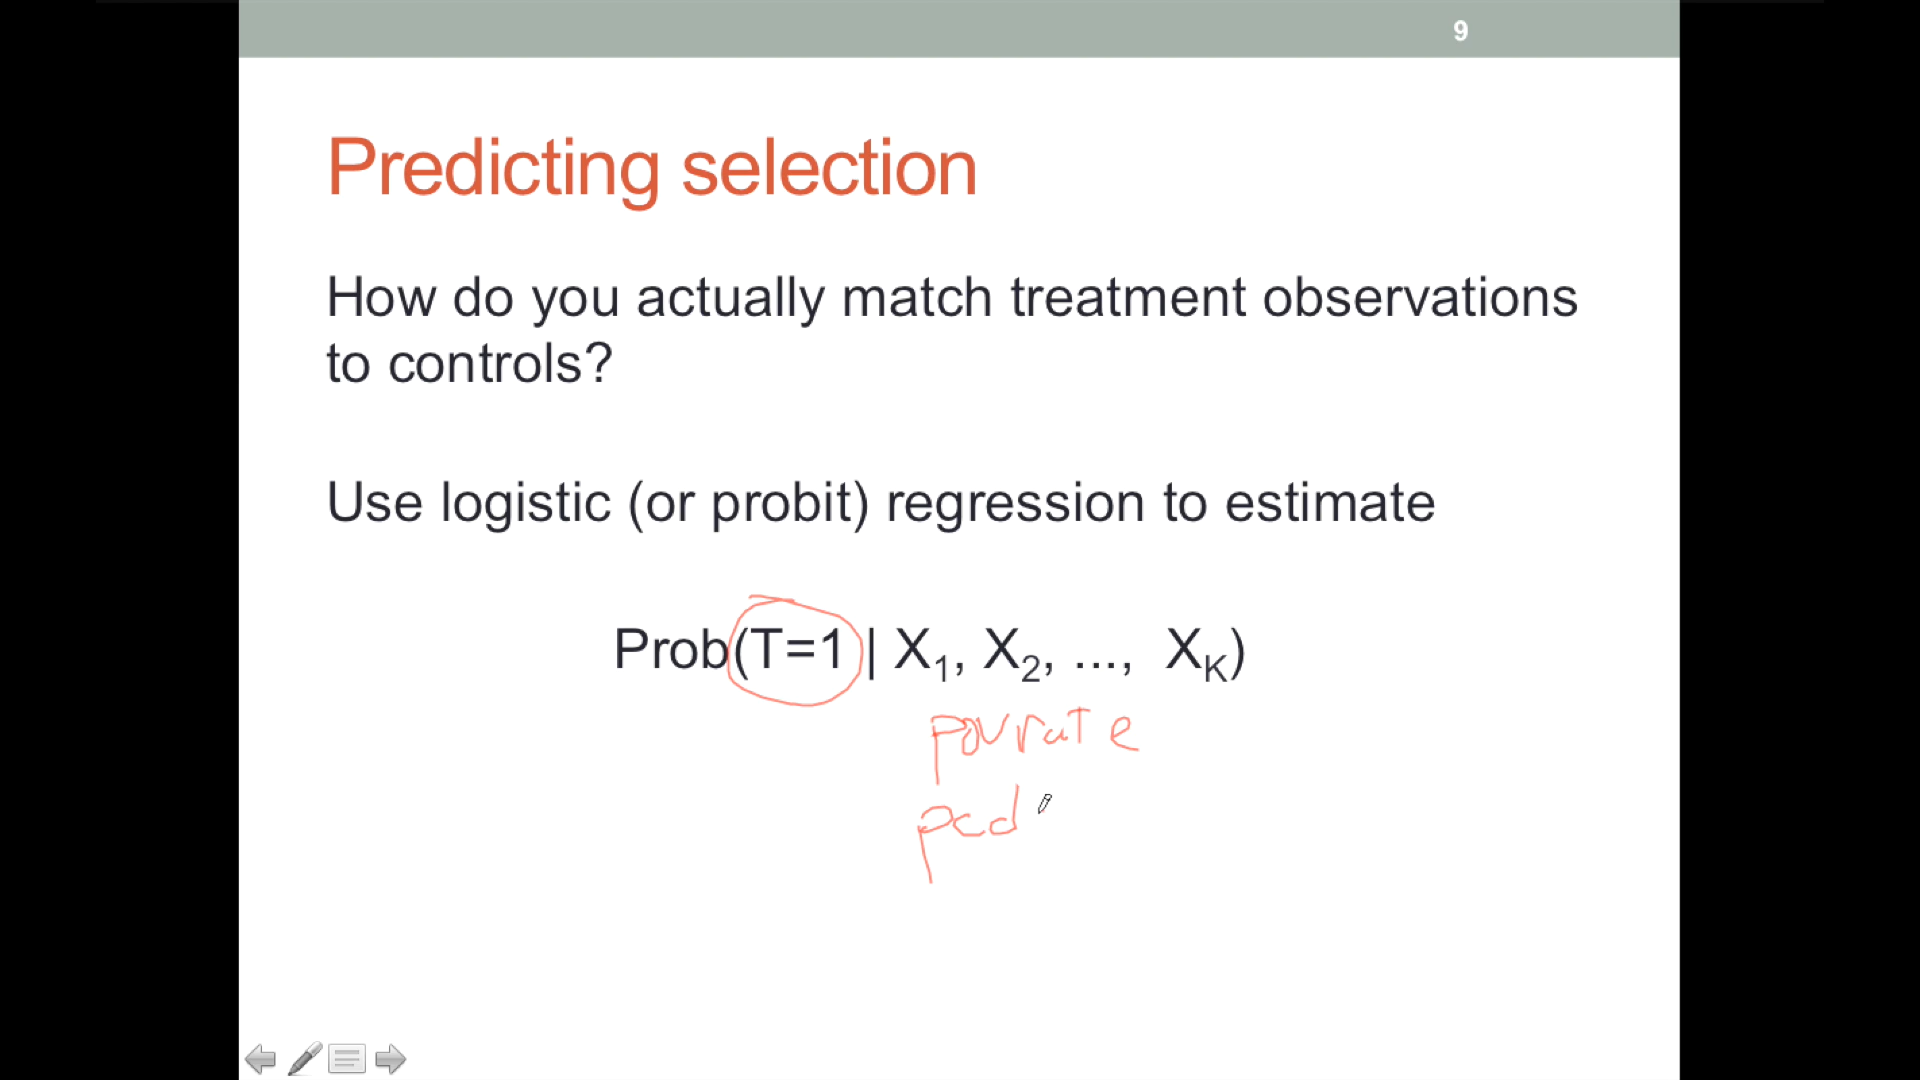 9
Predicting selection
How do you actually match treatment observations
to controls?
Use logistic (or probit) regression to estimate
Prob(T=1 | X₁, X₂, ..., X_K)
povrate
pcd